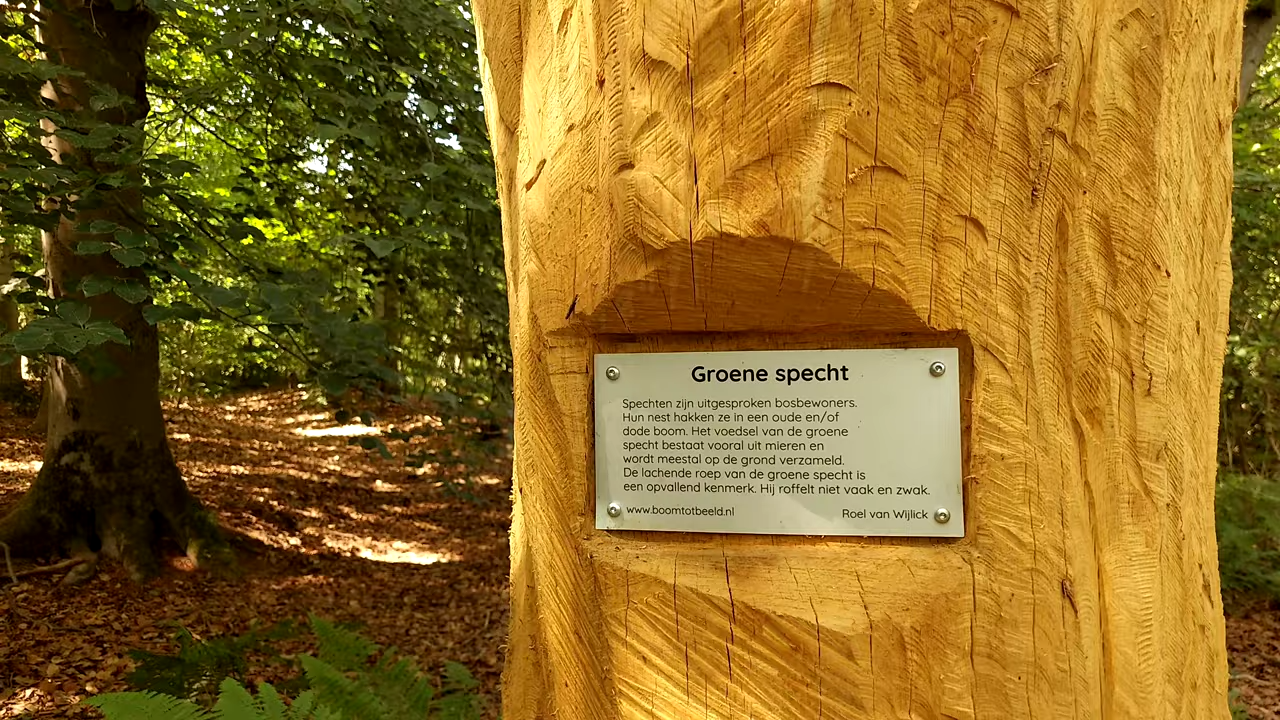 Groene specht
Spechten zijn uitgesproken bosbewoners.
Hun nest hakken ze in een oude en/of
dode boom. Het voedsel van de groene
specht bestaat vooral uit mieren en
wordt meestal op de grond verzameld.
De lachende roep van de groene specht is
een opvallend kenmerk. Hij roffelt niet vaak en zwak.
www.boomtotbeeld.nl Roel van Wijlick